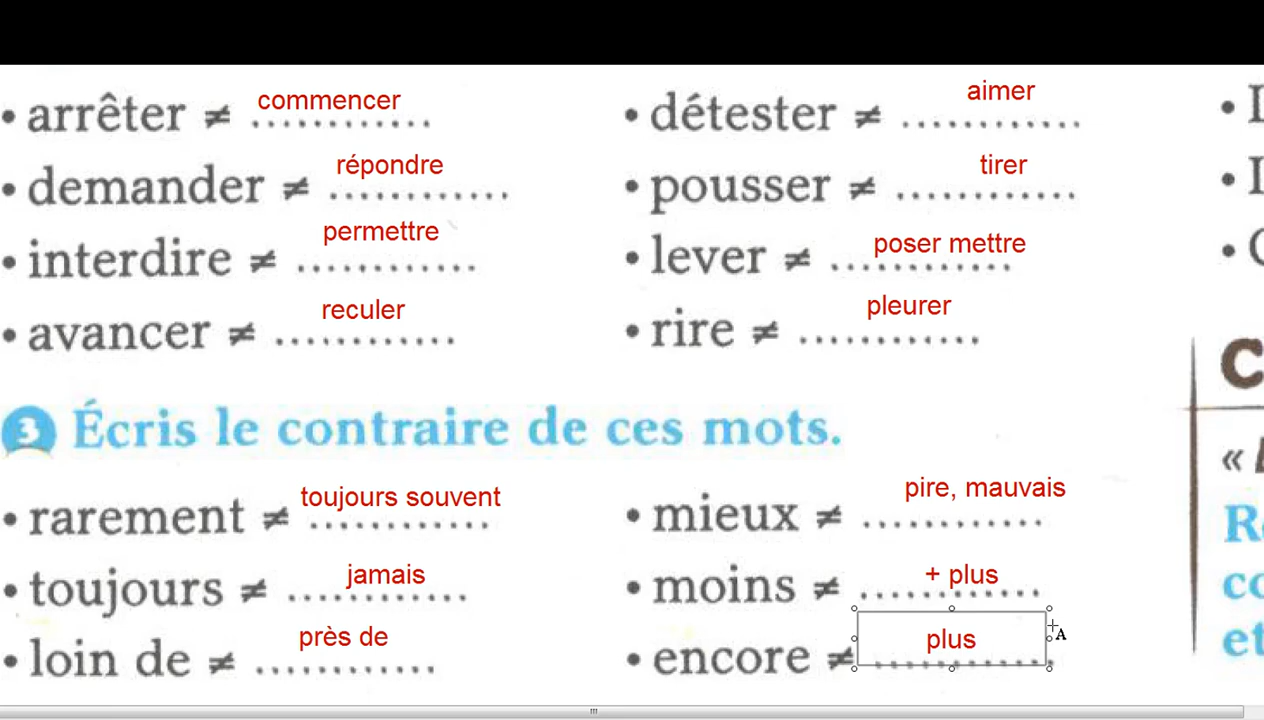 • arrêter ≠ commencer • détester ≠ aimer
• demander ≠ répondre • pousser ≠ tirer
• interdire ≠ permettre • lever ≠ poser mettre
• avancer ≠ reculer • rire ≠ pleurer
3 Écris le contraire de ces mots.
• rarement ≠ toujours souvent • mieux ≠ pire, mauvais
• toujours ≠ jamais • moins ≠ + plus
• loin de ≠ près de • encore ≠ plus